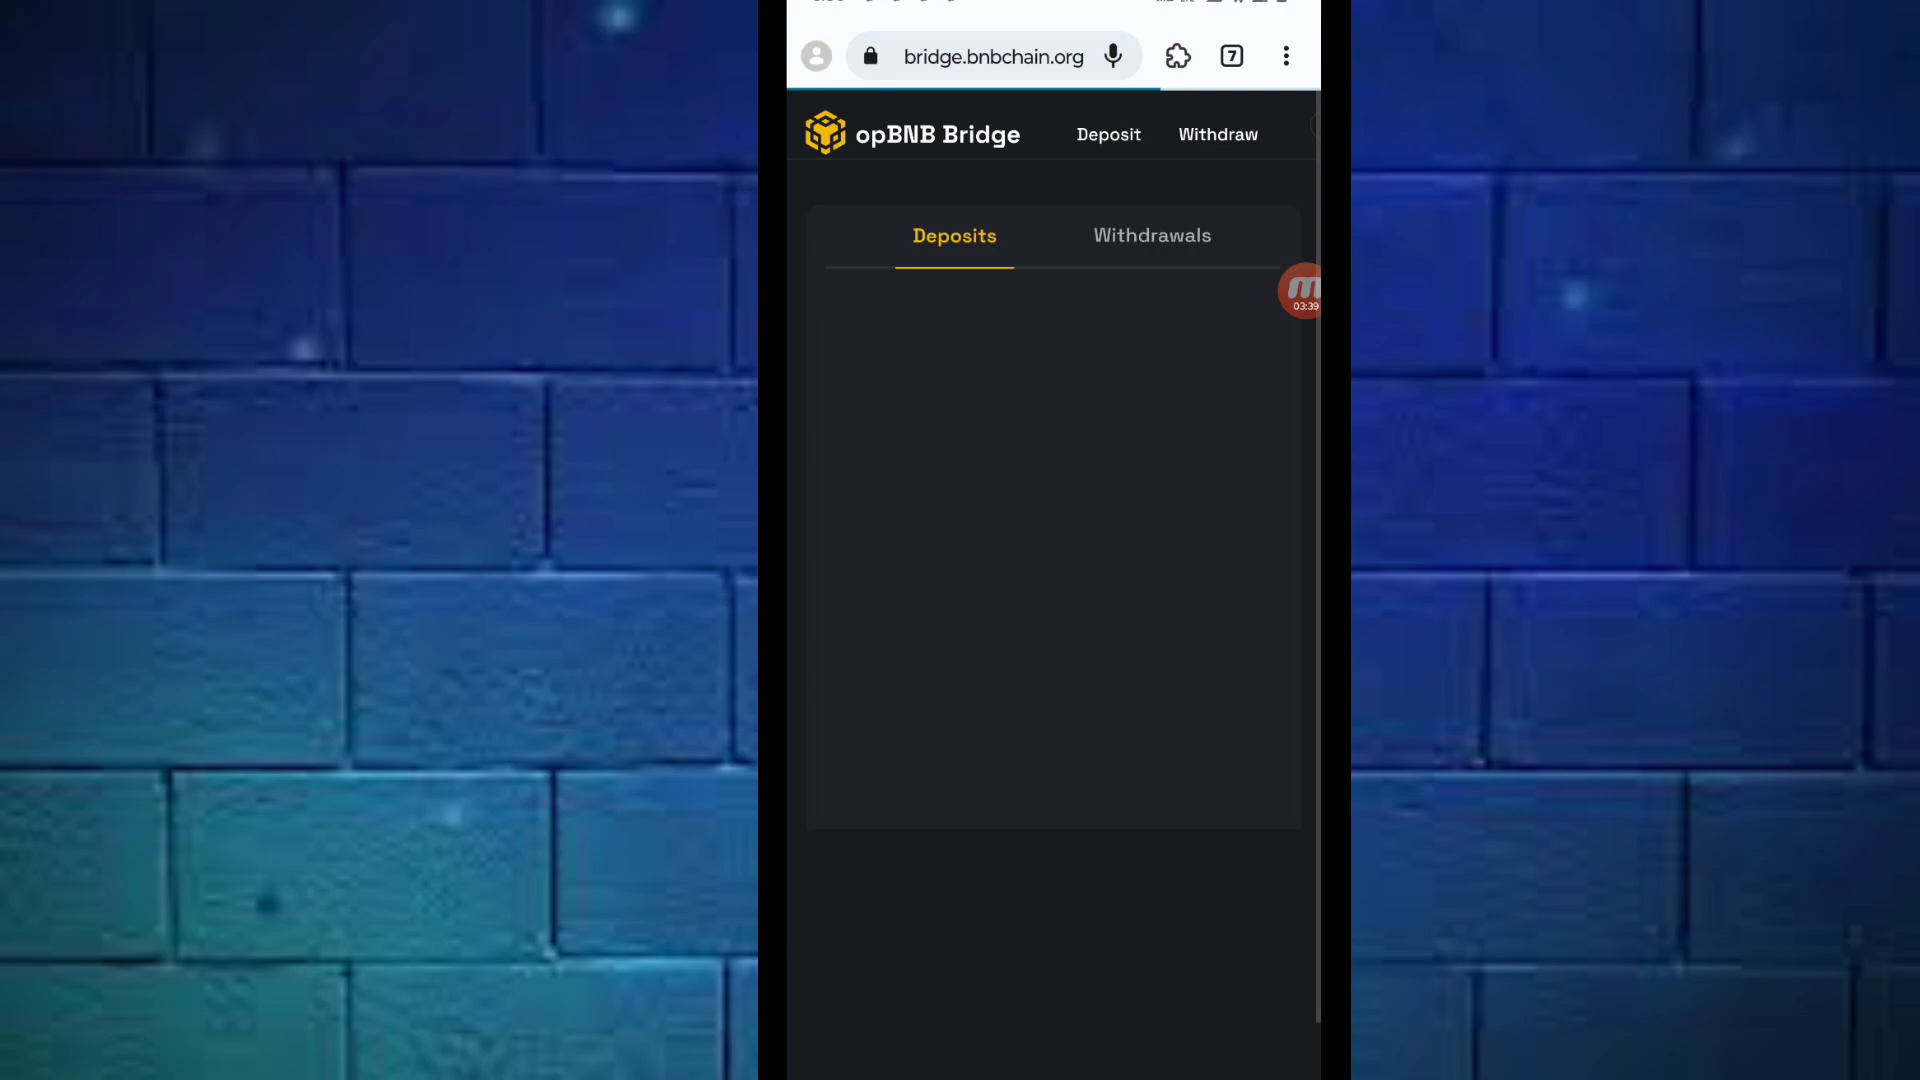 bridge.bnbchain.org
7
opBNB Bridge
Deposit
Withdraw
Deposits
Withdrawals
03:39